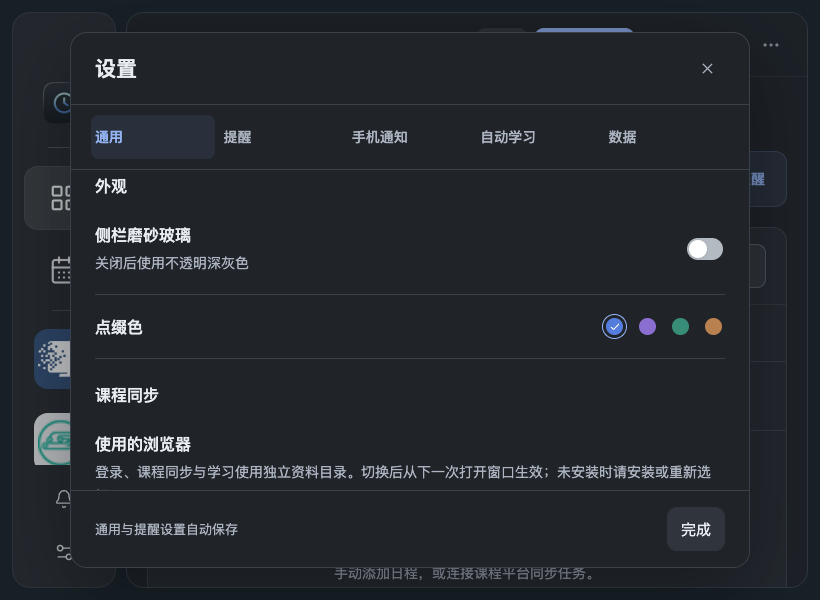 设置
通用
提醒
手机通知
自动学习
数据
外观
侧栏磨砂玻璃
关闭后使用不透明深灰色
点缀色
课程同步
使用的浏览器
登录、课程同步与学习使用独立资料目录。切换后从下一次打开窗口生效；未安装时请安装或重新选
通用与提醒设置自动保存
完成
醒
手动添加日程，或连接课程平台同步任务。